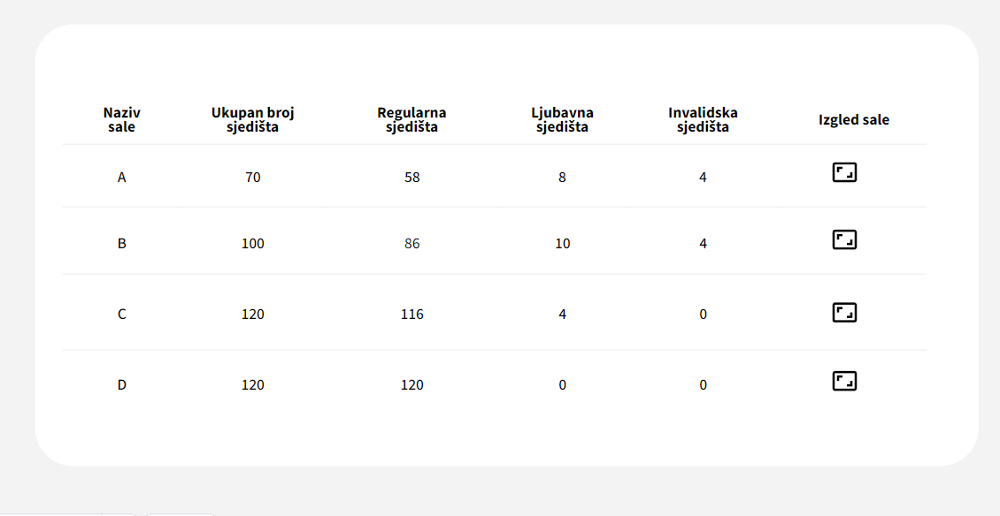 Naziv sale Ukupan broj sjedišta Regularna sjedišta Ljubavna sjedišta Invalidska sjedišta Izgled sale
A 70 58 8 4
B 100 86 10 4
C 120 116 4 0
D 120 120 0 0